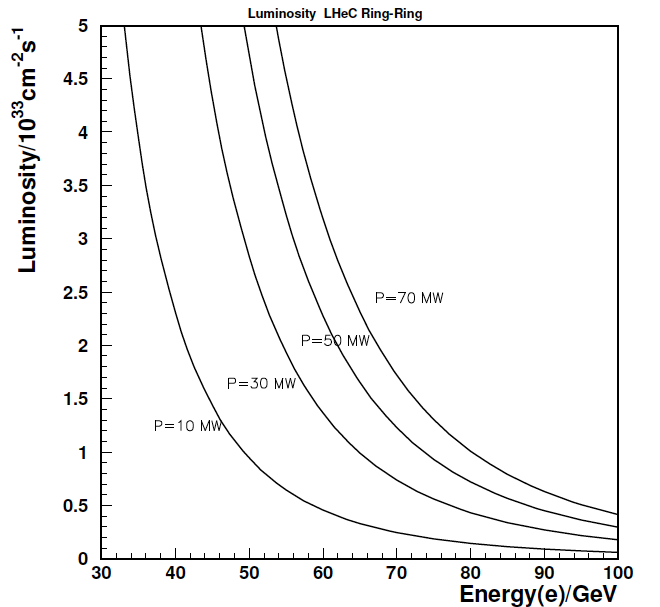 Luminosity LHeC Ring-Ring
Luminosity/10³³cm⁻²s⁻¹
5
4.5
4
3.5
3
2.5
2
1.5
1
0.5
0
P=70 MW
P=50 MW
P=30 MW
P=10 MW
30 40 50 60 70 80 90 100
Energy(e)/GeV